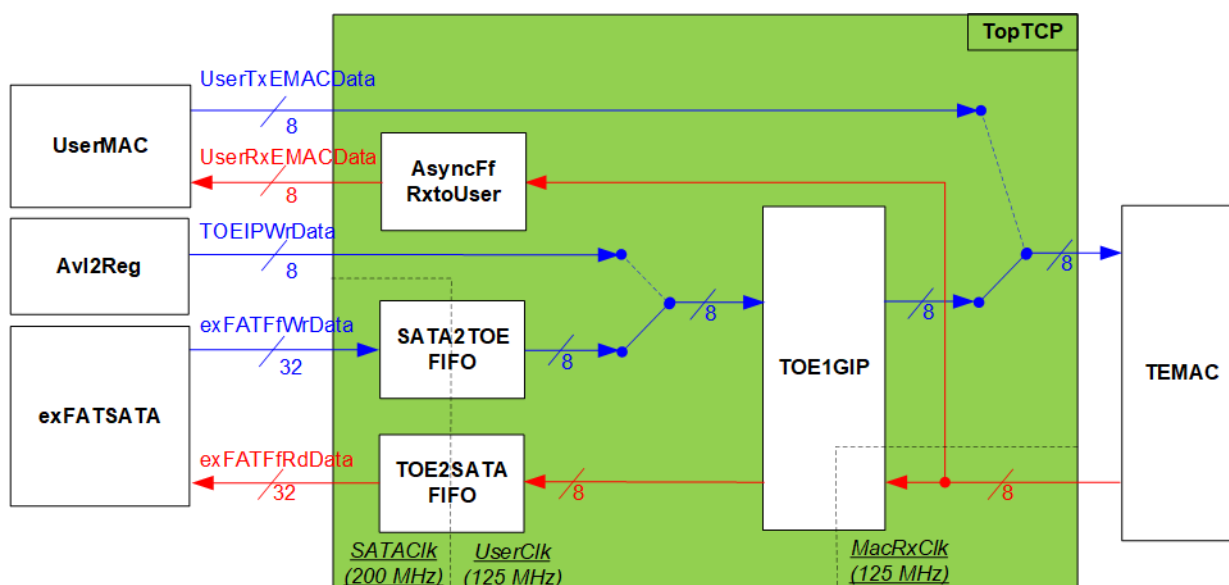 TopTCP
UserTxEMACData
8
UserMAC
UserRxEMACData
8
AsyncFf
RxtoUser
TOEIPWrData
8
Avl2Reg
8
exFATFfWrData
32
SATA2TOE
FIFO
8
8
TOE1GIP
8
TEMAC
exFATSATA
exFATFfRdData
32
TOE2SATA
FIFO
8
8
SATAClk
(200 MHz)
UserClk
(125 MHz)
MacRxClk
(125 MHz)